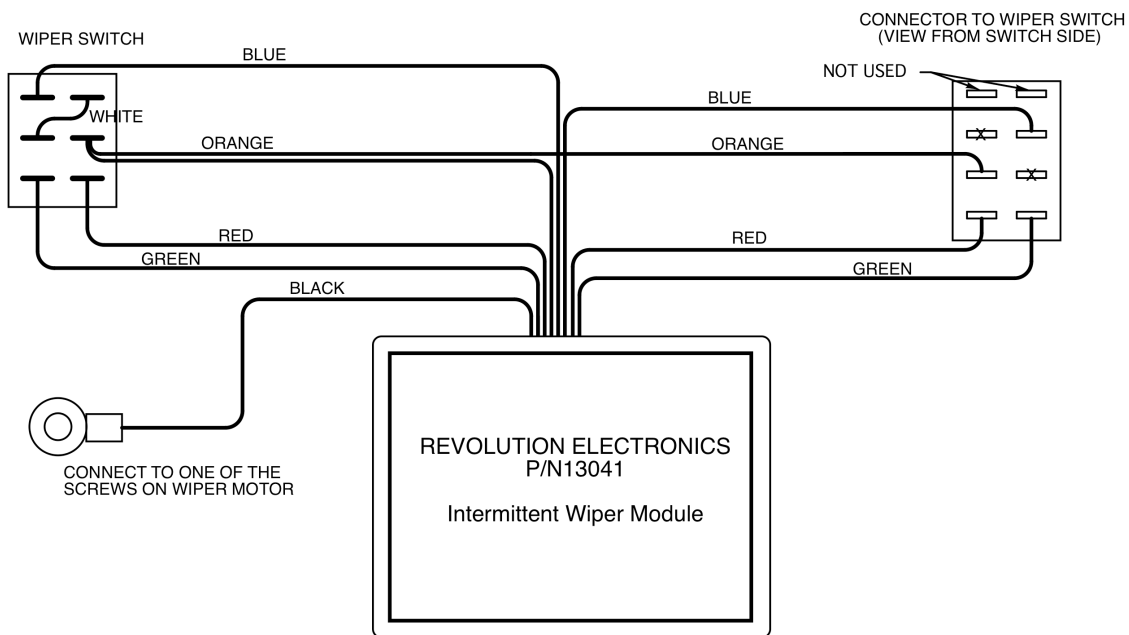 CONNECTOR TO WIPER SWITCH
(VIEW FROM SWITCH SIDE)
WIPER SWITCH
BLUE
NOT USED
BLUE
WHITE
ORANGE
ORANGE
X
X
RED
RED
GREEN
GREEN
BLACK
CONNECT TO ONE OF THE
SCREWS ON WIPER MOTOR
REVOLUTION ELECTRONICS
P/N13041
Intermittent Wiper Module